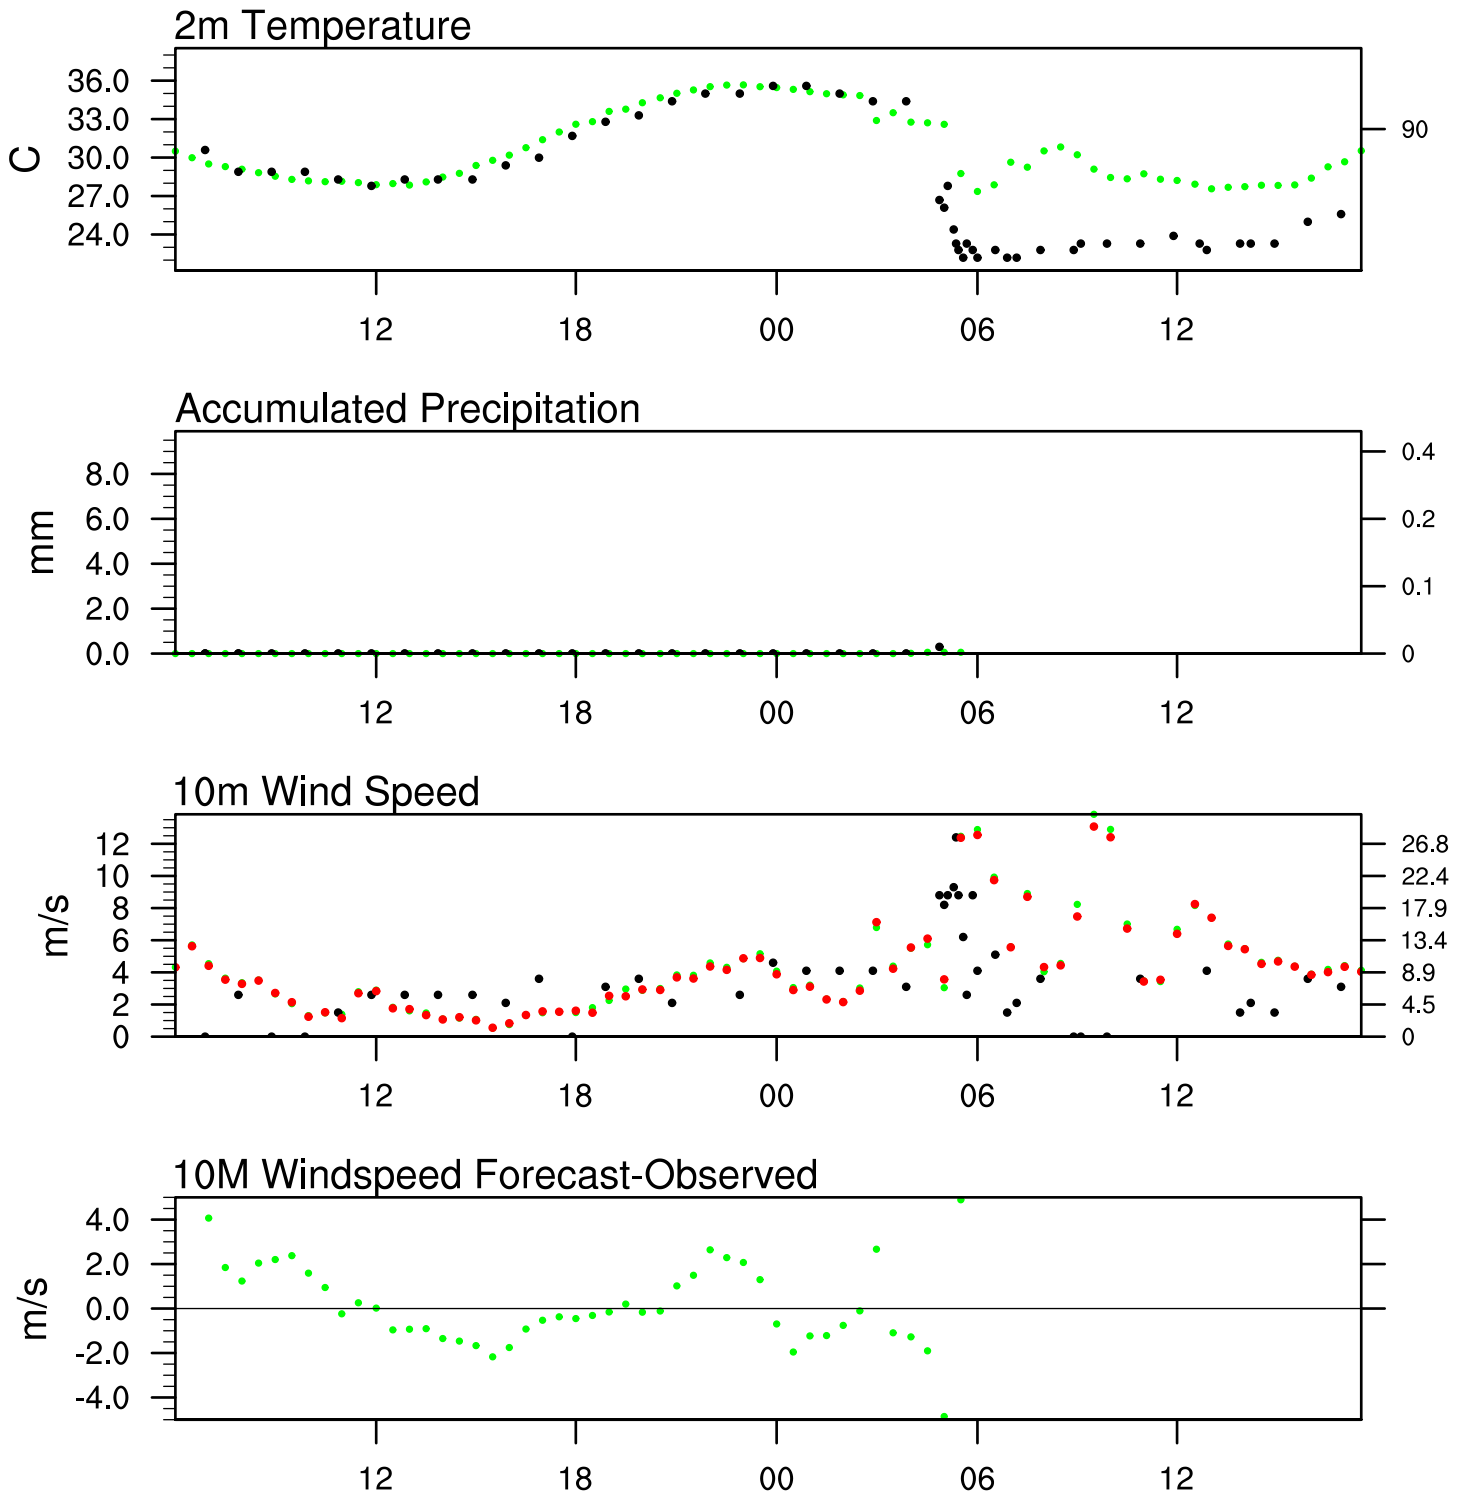 2m Temperature
36.0
33.0
90
30.0
C
27.0
24.0
12 18 00 06 12
Accumulated Precipitation
8.0 0.4
6.0 0.2
mm
4.0 0.1
2.0
0.0 0
12 18 00 06 12
10m Wind Speed
12 26.8
10 22.4
8 17.9
m/s
6 13.4
4 8.9
2 4.5
0 0
12 18 00 06 12
10M Windspeed Forecast-Observed
4.0
2.0
0.0
m/s
-2.0
-4.0
12 18 00 06 12